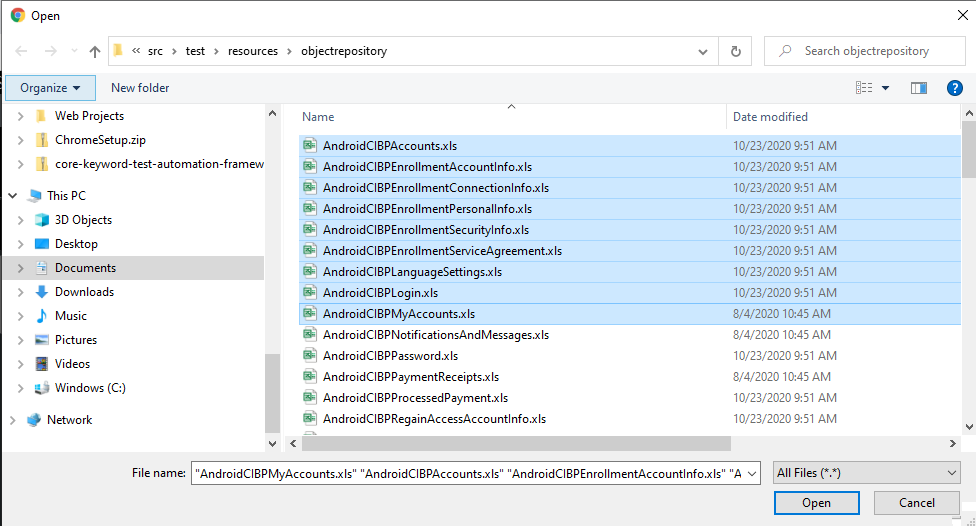 Open
« src › test › resources › objectrepository
Search objectrepository
Organize
New folder
Web Projects
ChromeSetup.zip
core-keyword-test-automation-framew
This PC
3D Objects
Desktop
Documents
Downloads
Music
Pictures
Videos
Windows (C:)
Network
Name Date modified
AndroidCIBPAccounts.xls 10/23/2020 9:51 AM
AndroidCIBPEnrollmentAccountInfo.xls 10/23/2020 9:51 AM
AndroidCIBPEnrollmentConnectionInfo.xls 10/23/2020 9:51 AM
AndroidCIBPEnrollmentPersonalInfo.xls 10/23/2020 9:51 AM
AndroidCIBPEnrollmentSecurityInfo.xls 10/23/2020 9:51 AM
AndroidCIBPEnrollmentServiceAgreement.xls 10/23/2020 9:51 AM
AndroidCIBPLanguageSettings.xls 10/23/2020 9:51 AM
AndroidCIBPLogin.xls 10/23/2020 9:51 AM
AndroidCIBPMyAccounts.xls 8/4/2020 10:45 AM
AndroidCIBPNotificationsAndMessages.xls 8/4/2020 10:45 AM
AndroidCIBPPassword.xls 10/23/2020 9:51 AM
AndroidCIBPPaymentReceipts.xls 8/4/2020 10:45 AM
AndroidCIBPProcessedPayment.xls 10/23/2020 9:51 AM
AndroidCIBPRegainAccessAccountInfo.xls 10/23/2020 9:51 AM
File name: "AndroidCIBPMyAccounts.xls" "AndroidCIBPAccounts.xls" "AndroidCIBPEnrollmentAccountInfo.xls" "A
All Files (*.*)
Open
Cancel